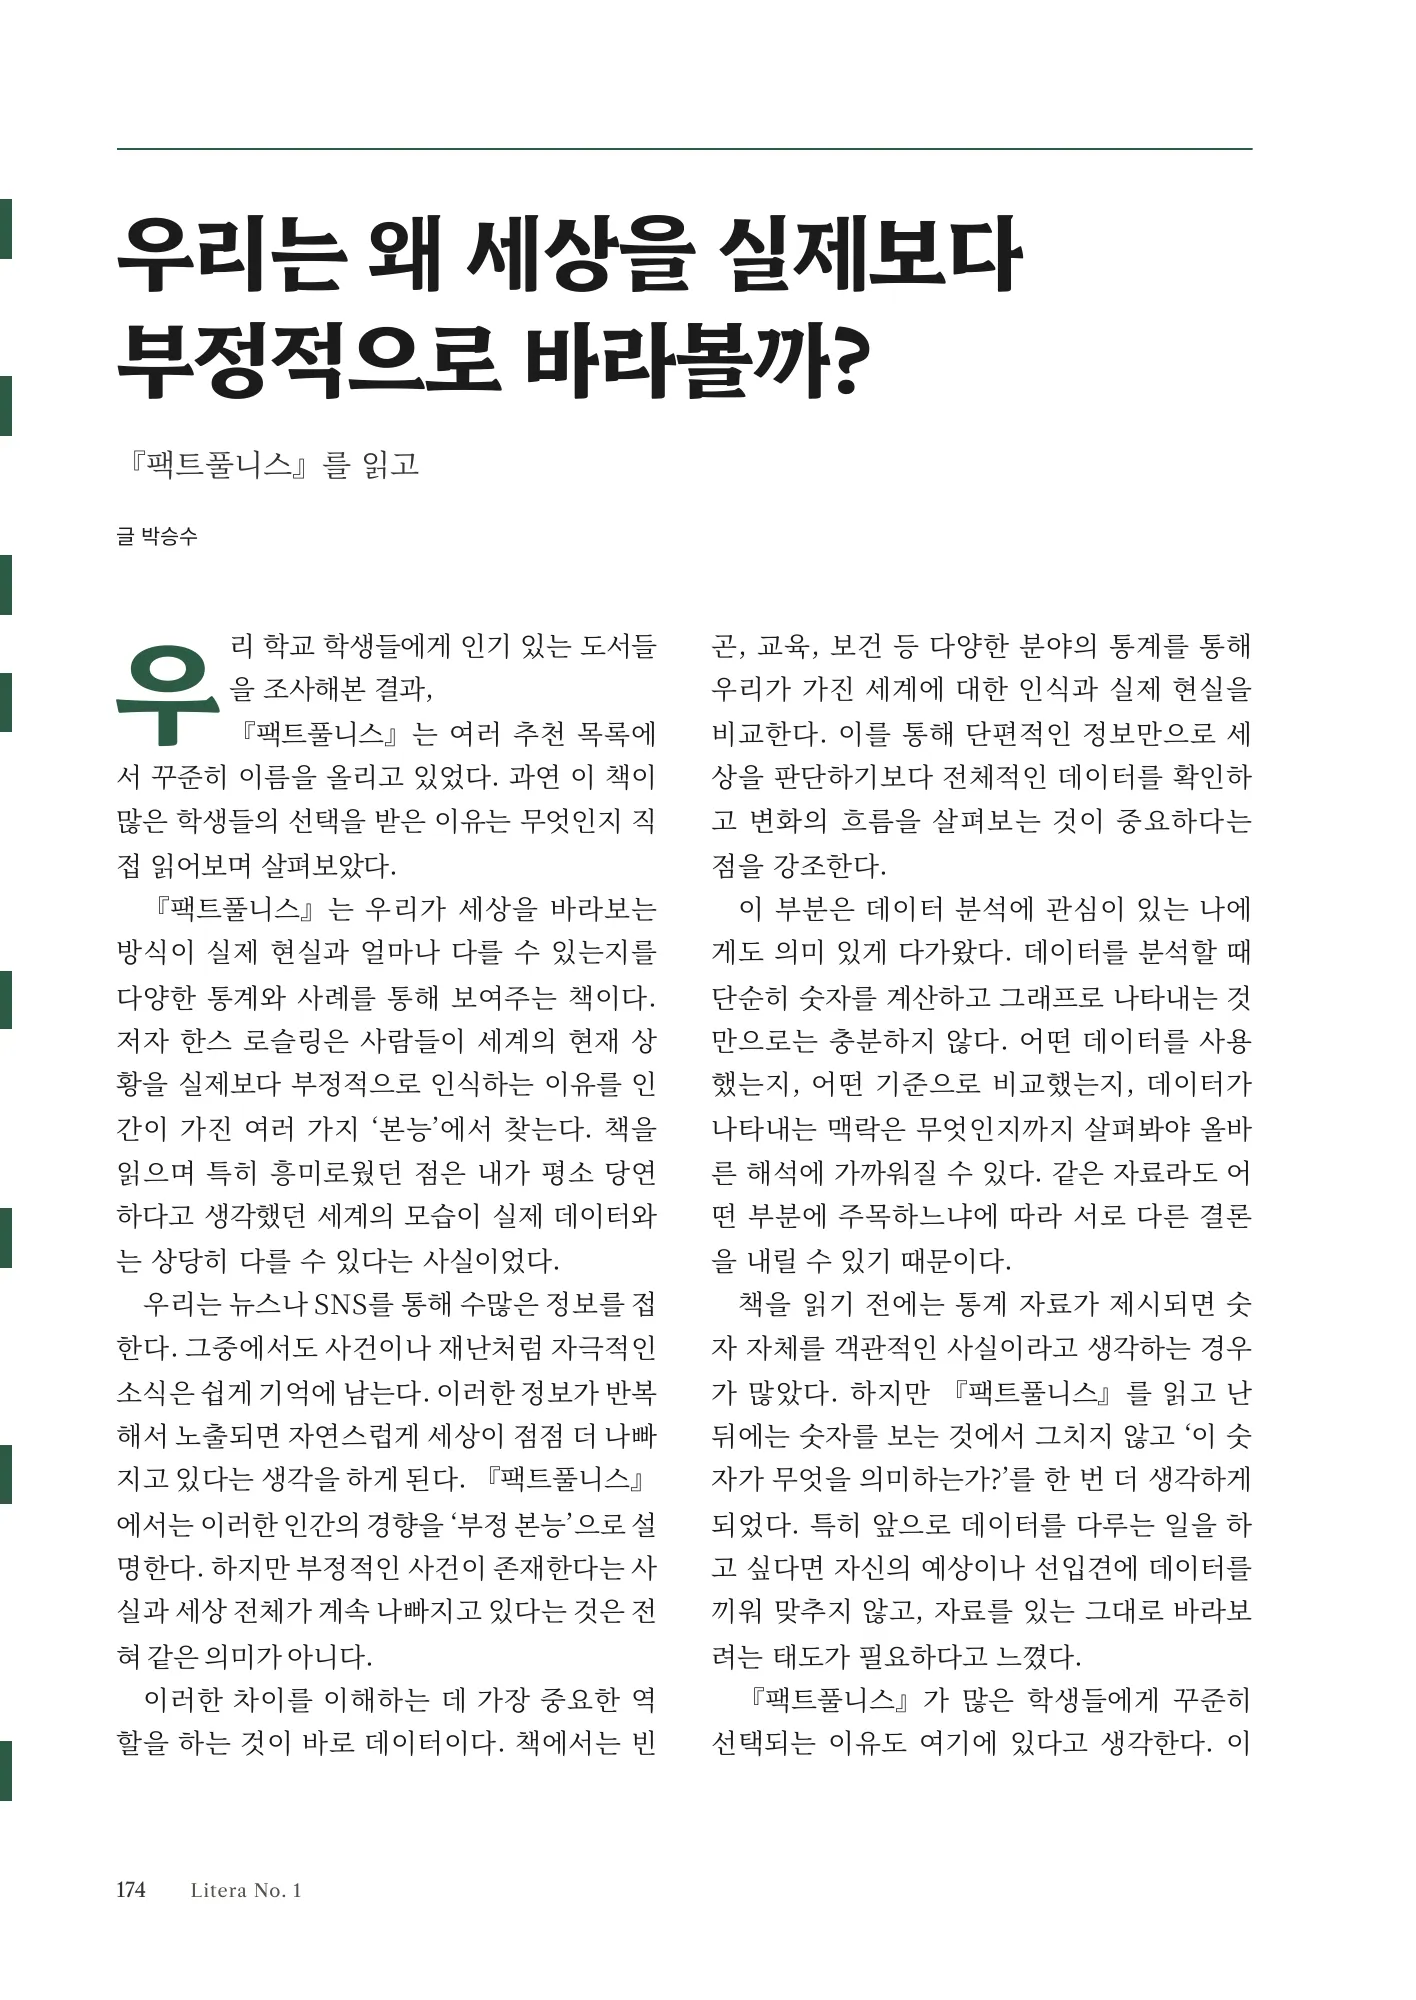 우리는 왜 세상을 실제보다
부정적으로 바라볼까?
『팩트풀니스』를 읽고
글 박승수
우리 학교 학생들에게 인기 있는 도서들
을 조사해본 결과,
『팩트풀니스』는 여러 추천 목록에
서 꾸준히 이름을 올리고 있었다. 과연 이 책이
많은 학생들의 선택을 받은 이유는 무엇인지 직
접 읽어보며 살펴보았다.
『팩트풀니스』는 우리가 세상을 바라보는
방식이 실제 현실과 얼마나 다를 수 있는지를
다양한 통계와 사례를 통해 보여주는 책이다.
저자 한스 로슬링은 사람들이 세계의 현재 상
황을 실제보다 부정적으로 인식하는 이유를 인
간이 가진 여러 가지 ‘본능’에서 찾는다. 책을
읽으며 특히 흥미로웠던 점은 내가 평소 당연
하다고 생각했던 세계의 모습이 실제 데이터와
는 상당히 다를 수 있다는 사실이었다.
우리는 뉴스나 SNS를 통해 수많은 정보를 접
한다. 그중에서도 사건이나 재난처럼 자극적인
소식은 쉽게 기억에 남는다. 이러한 정보가 반복
해서 노출되면 자연스럽게 세상이 점점 더 나빠
지고 있다는 생각을 하게 된다. 『팩트풀니스』
에서는 이러한 인간의 경향을 ‘부정 본능’으로 설
명한다. 하지만 부정적인 사건이 존재한다는 사
실과 세상 전체가 계속 나빠지고 있다는 것은 전
혀 같은 의미가 아니다.
이러한 차이를 이해하는 데 가장 중요한 역
할을 하는 것이 바로 데이터이다. 책에서는 빈
곤, 교육, 보건 등 다양한 분야의 통계를 통해
우리가 가진 세계에 대한 인식과 실제 현실을
비교한다. 이를 통해 단편적인 정보만으로 세
상을 판단하기보다 전체적인 데이터를 확인하
고 변화의 흐름을 살펴보는 것이 중요하다는
점을 강조한다.
이 부분은 데이터 분석에 관심이 있는 나에
게도 의미 있게 다가왔다. 데이터를 분석할 때
단순히 숫자를 계산하고 그래프로 나타내는 것
만으로는 충분하지 않다. 어떤 데이터를 사용
했는지, 어떤 기준으로 비교했는지, 데이터가
나타내는 맥락은 무엇인지까지 살펴봐야 올바
른 해석에 가까워질 수 있다. 같은 자료라도 어
떤 부분에 주목하느냐에 따라 서로 다른 결론
을 내릴 수 있기 때문이다.
책을 읽기 전에는 통계 자료가 제시되면 숫
자 자체를 객관적인 사실이라고 생각하는 경우
가 많았다. 하지만 『팩트풀니스』를 읽고 난
뒤에는 숫자를 보는 것에서 그치지 않고 ‘이 숫
자가 무엇을 의미하는가?’를 한 번 더 생각하게
되었다. 특히 앞으로 데이터를 다루는 일을 하
고 싶다면 자신의 예상이나 선입견에 데이터를
끼워 맞추지 않고, 자료를 있는 그대로 바라보
려는 태도가 필요하다고 느꼈다.
『팩트풀니스』가 많은 학생들에게 꾸준히
선택되는 이유도 여기에 있다고 생각한다. 이
174 Litera No. 1